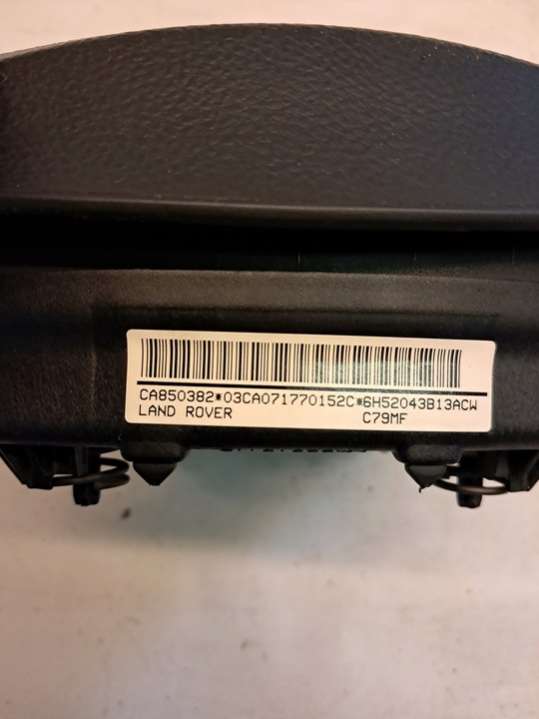 CA850382*03CA071770152C*6H52043B13ACW
LAND ROVER C79MF